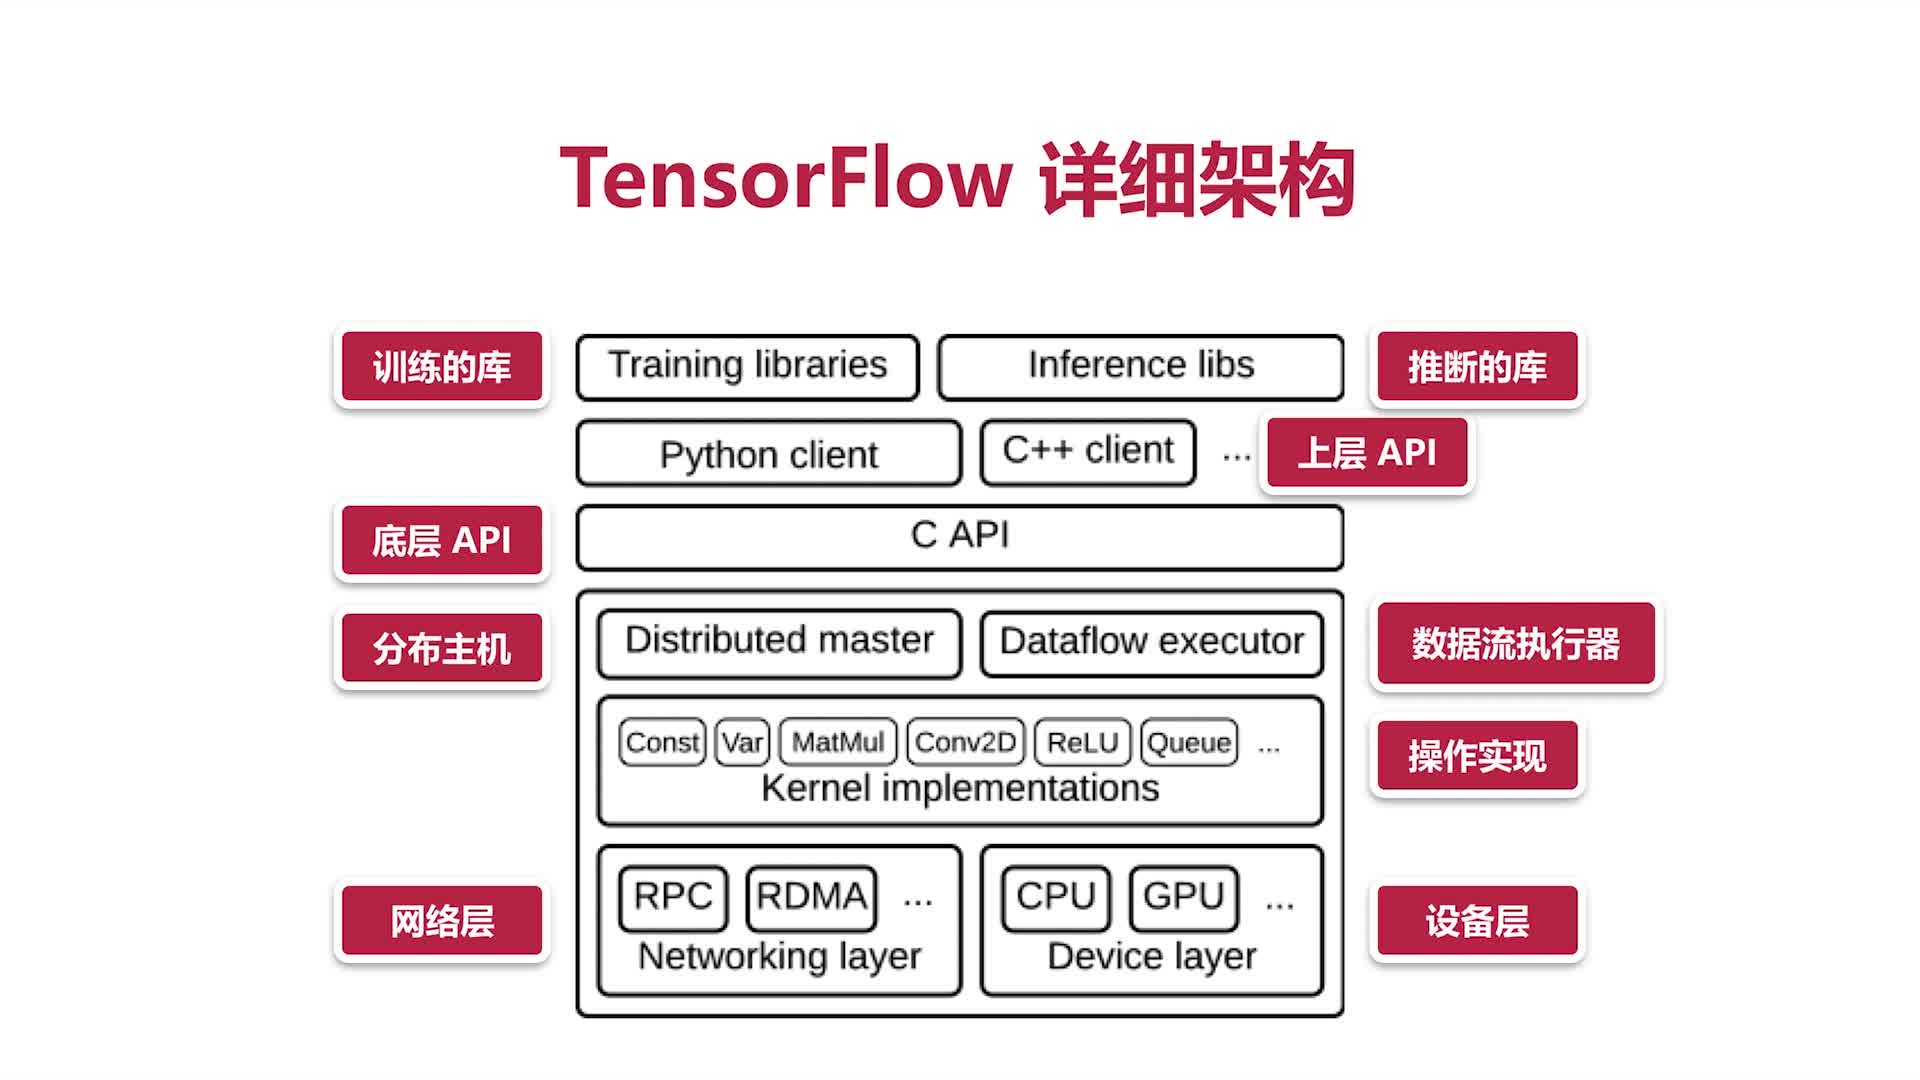 TensorFlow 详细架构
训练的库
Training libraries
Inference libs
推断的库
Python client
C++ client
...
上层 API
底层 API
C API
分布主机
Distributed master
Dataflow executor
数据流执行器
Const
Var
MatMul
Conv2D
ReLU
Queue
...
Kernel implementations
操作实现
网络层
RPC
RDMA
...
Networking layer
CPU
GPU
...
Device layer
设备层